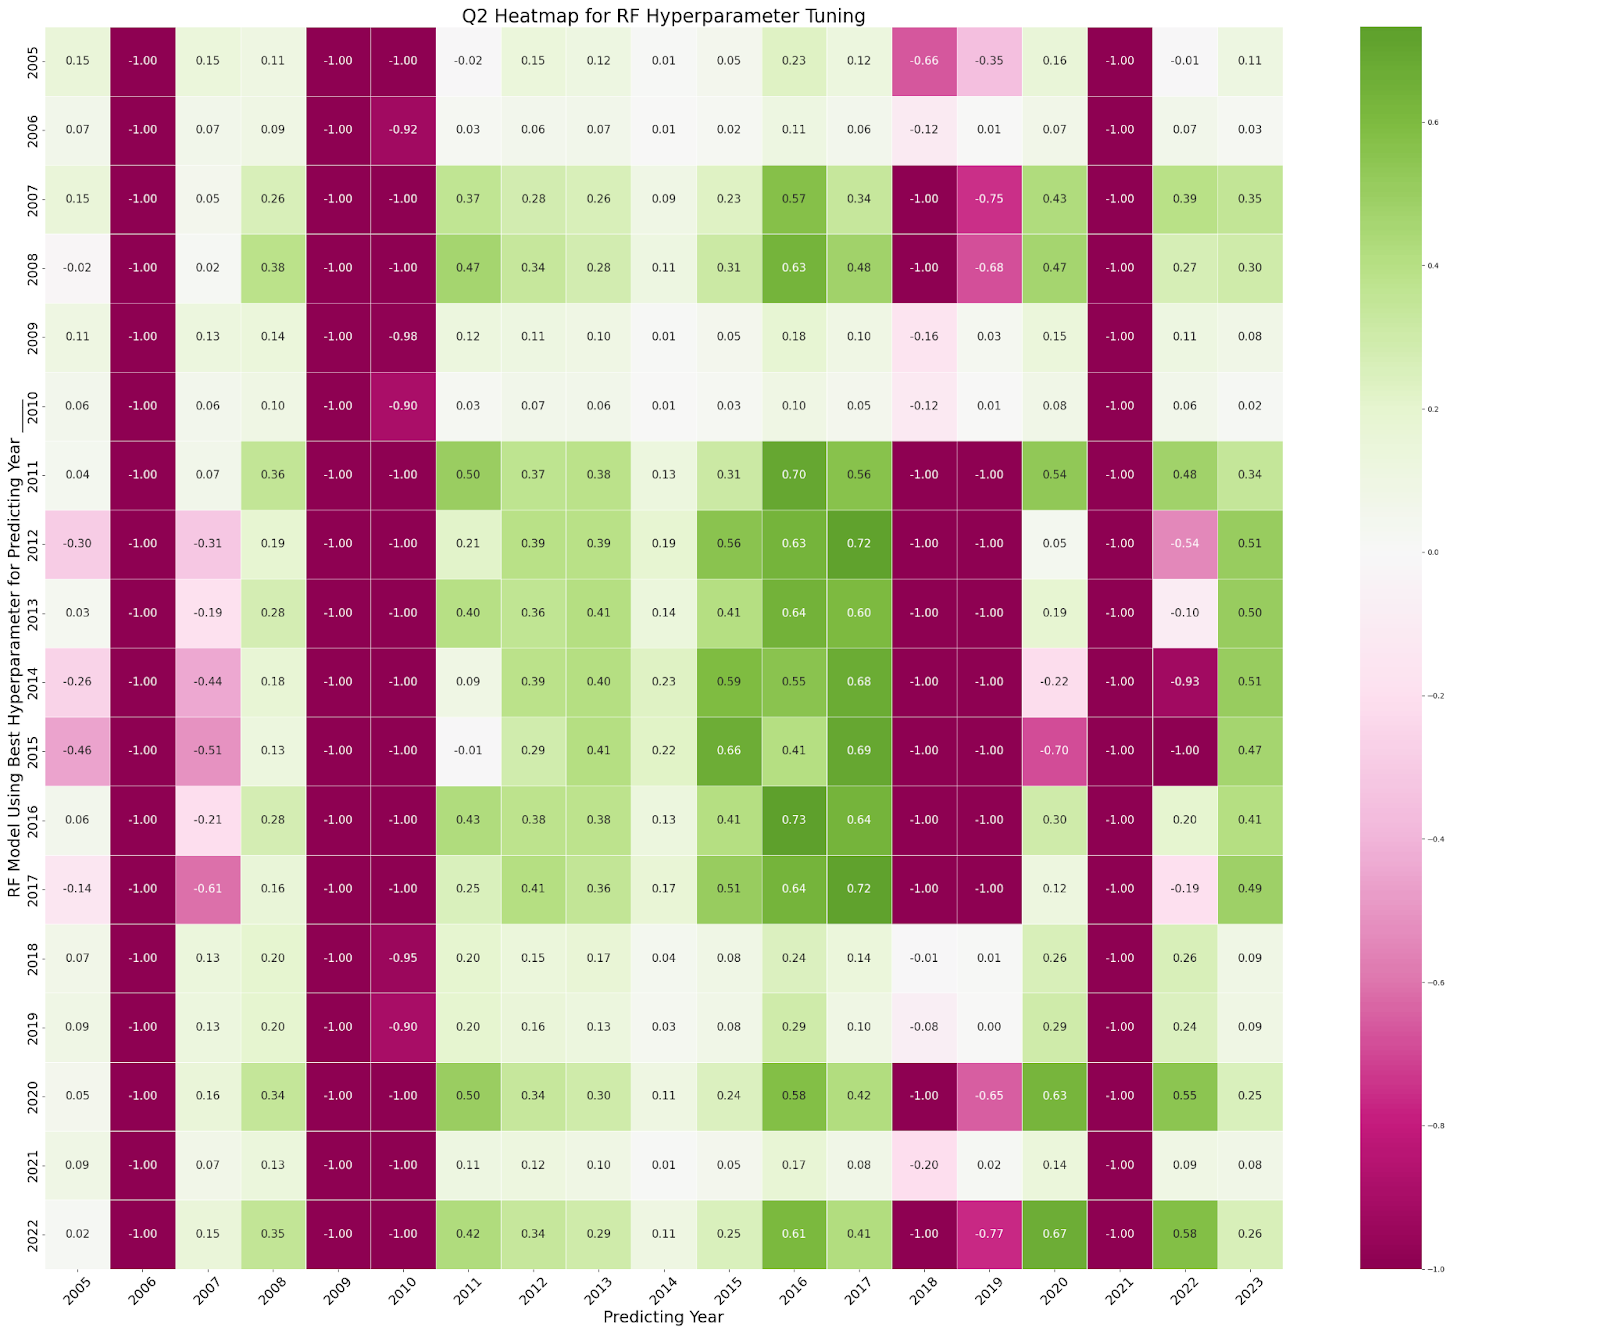 Q2 Heatmap for RF Hyperparameter Tuning
RF Model Using Best Hyperparameter for Predicting Year ____
2005 0.15 -1.00 0.15 0.11 -1.00 -1.00 -0.02 0.15 0.12 0.01 0.05 0.23 0.12 -0.66 -0.35 0.16 -1.00 -0.01 0.11
2006 0.07 -1.00 0.07 0.09 -1.00 -0.92 0.03 0.06 0.07 0.01 0.02 0.11 0.06 -0.12 0.01 0.07 -1.00 0.07 0.03
2007 0.15 -1.00 0.05 0.26 -1.00 -1.00 0.37 0.28 0.26 0.09 0.23 0.57 0.34 -1.00 -0.75 0.43 -1.00 0.39 0.35
2008 -0.02 -1.00 0.02 0.38 -1.00 -1.00 0.47 0.34 0.28 0.11 0.31 0.63 0.48 -1.00 -0.68 0.47 -1.00 0.27 0.30
2009 0.11 -1.00 0.13 0.14 -1.00 -0.98 0.12 0.11 0.10 0.01 0.05 0.18 0.10 -0.16 0.03 0.15 -1.00 0.11 0.08
2010 0.06 -1.00 0.06 0.10 -1.00 -0.90 0.03 0.07 0.06 0.01 0.03 0.10 0.05 -0.12 0.01 0.08 -1.00 0.06 0.02
2011 0.04 -1.00 0.07 0.36 -1.00 -1.00 0.50 0.37 0.38 0.13 0.31 0.70 0.56 -1.00 -1.00 0.54 -1.00 0.48 0.34
2012 -0.30 -1.00 -0.31 0.19 -1.00 -1.00 0.21 0.39 0.39 0.19 0.56 0.63 0.72 -1.00 -1.00 0.05 -1.00 -0.54 0.51
2013 0.03 -1.00 -0.19 0.28 -1.00 -1.00 0.40 0.36 0.41 0.14 0.41 0.64 0.60 -1.00 -1.00 0.19 -1.00 -0.10 0.50
2014 -0.26 -1.00 -0.44 0.18 -1.00 -1.00 0.09 0.39 0.40 0.23 0.59 0.55 0.68 -1.00 -1.00 -0.22 -1.00 -0.93 0.51
2015 -0.46 -1.00 -0.51 0.13 -1.00 -1.00 -0.01 0.29 0.41 0.22 0.66 0.41 0.69 -1.00 -1.00 -0.70 -1.00 -1.00 0.47
2016 0.06 -1.00 -0.21 0.28 -1.00 -1.00 0.43 0.38 0.38 0.13 0.41 0.73 0.64 -1.00 -1.00 0.30 -1.00 0.20 0.41
2017 -0.14 -1.00 -0.61 0.16 -1.00 -1.00 0.25 0.41 0.36 0.17 0.51 0.64 0.72 -1.00 -1.00 0.12 -1.00 -0.19 0.49
2018 0.07 -1.00 0.13 0.20 -1.00 -0.95 0.20 0.15 0.17 0.04 0.08 0.24 0.14 -0.01 0.01 0.26 -1.00 0.26 0.09
2019 0.09 -1.00 0.13 0.20 -1.00 -0.90 0.20 0.16 0.13 0.03 0.08 0.29 0.10 -0.08 0.00 0.29 -1.00 0.24 0.09
2020 0.05 -1.00 0.16 0.34 -1.00 -1.00 0.50 0.34 0.30 0.11 0.24 0.58 0.42 -1.00 -0.65 0.63 -1.00 0.55 0.25
2021 0.09 -1.00 0.07 0.13 -1.00 -1.00 0.11 0.12 0.10 0.01 0.05 0.17 0.08 -0.20 0.02 0.14 -1.00 0.09 0.08
2022 0.02 -1.00 0.15 0.35 -1.00 -1.00 0.42 0.34 0.29 0.11 0.25 0.61 0.41 -1.00 -0.77 0.67 -1.00 0.58 0.26
2005 2006 2007 2008 2009 2010 2011 2012 2013 2014 2015 2016 2017 2018 2019 2020 2021 2022 2023
Predicting Year
0.6
0.4
0.2
0.0
−0.2
−0.4
−0.6
−0.8
−1.0